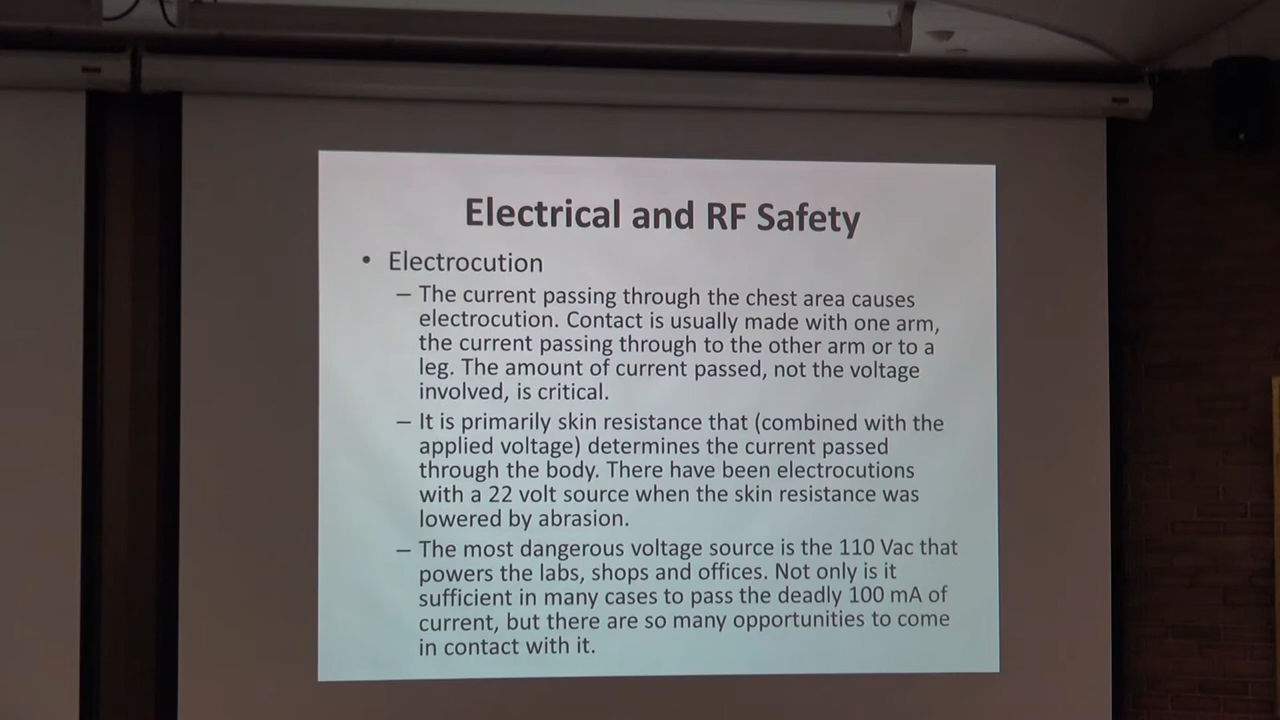 Electrical and RF Safety
• Electrocution
– The current passing through the chest area causes
electrocution. Contact is usually made with one arm,
the current passing through to the other arm or to a
leg. The amount of current passed, not the voltage
involved, is critical.
– It is primarily skin resistance that (combined with the
applied voltage) determines the current passed
through the body. There have been electrocutions
with a 22 volt source when the skin resistance was
lowered by abrasion.
– The most dangerous voltage source is the 110 Vac that
powers the labs, shops and offices. Not only is it
sufficient in many cases to pass the deadly 100 mA of
current, but there are so many opportunities to come
in contact with it.